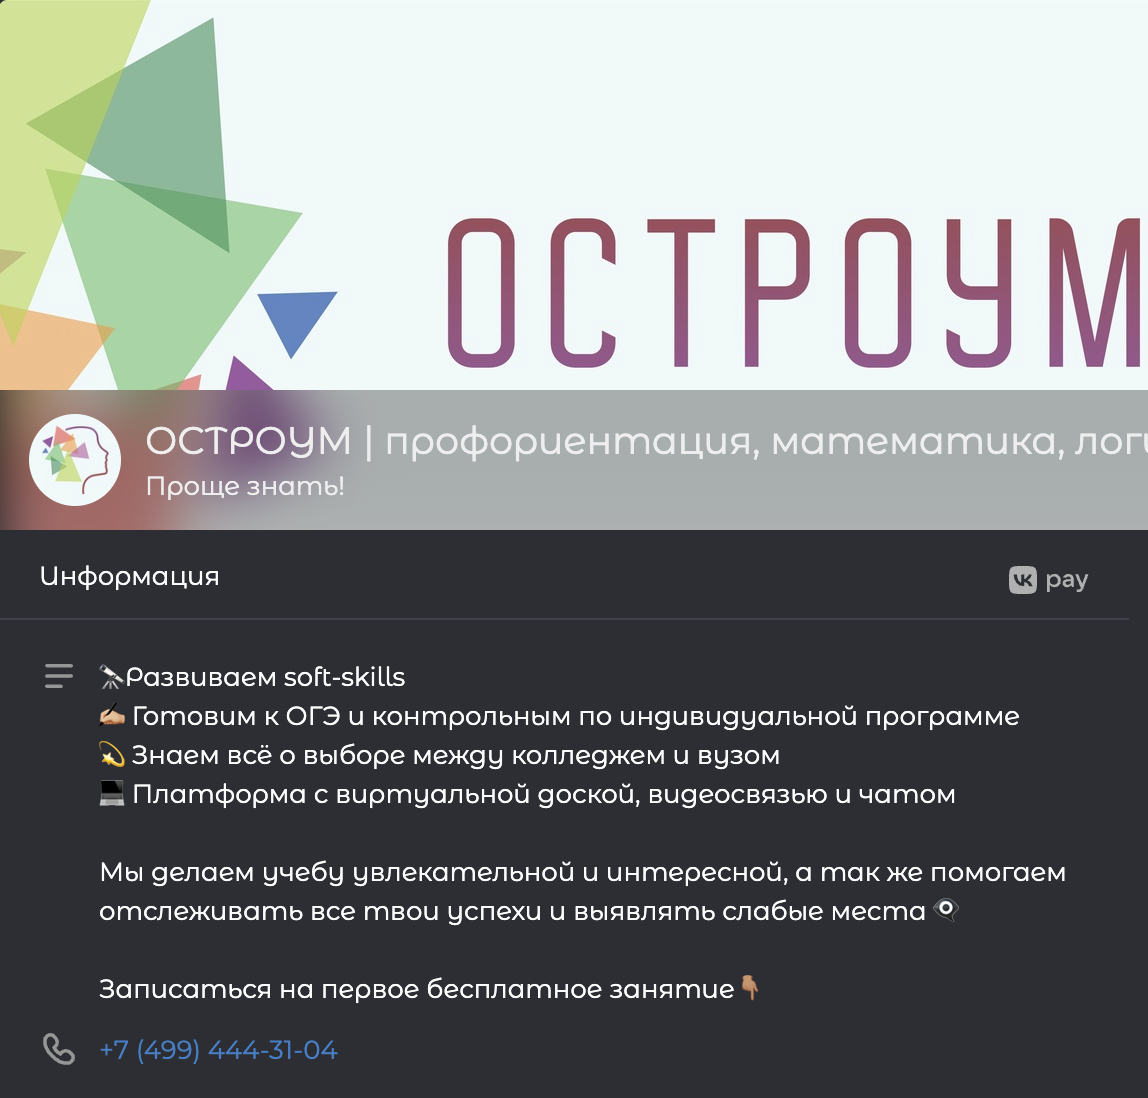 ОСТРОУМ
ОСТРОУМ | профориентация, математика,
Проще знать!
Информация
pay
Развиваем soft-skills
Готовим к ОГЭ и контрольным по индивидуальной программе
Знаем всё о выборе между колледжем и вузом
Платформа с виртуальной доской, видеосвязью и чатом
Мы делаем учебу увлекательной и интересной, а так же помогаем
отслеживать все твои успехи и выявлять слабые места
Записаться на первое бесплатное занятие
+7 (499) 444-31-04